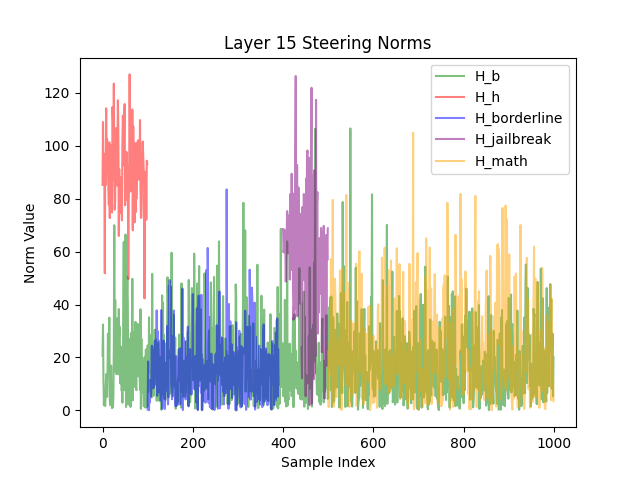 Layer 15 Steering Norms
H_b
H_h
H_borderline
H_jailbreak
H_math
Norm Value
120
100
80
60
40
20
0
0
200
400
600
800
1000
Sample Index